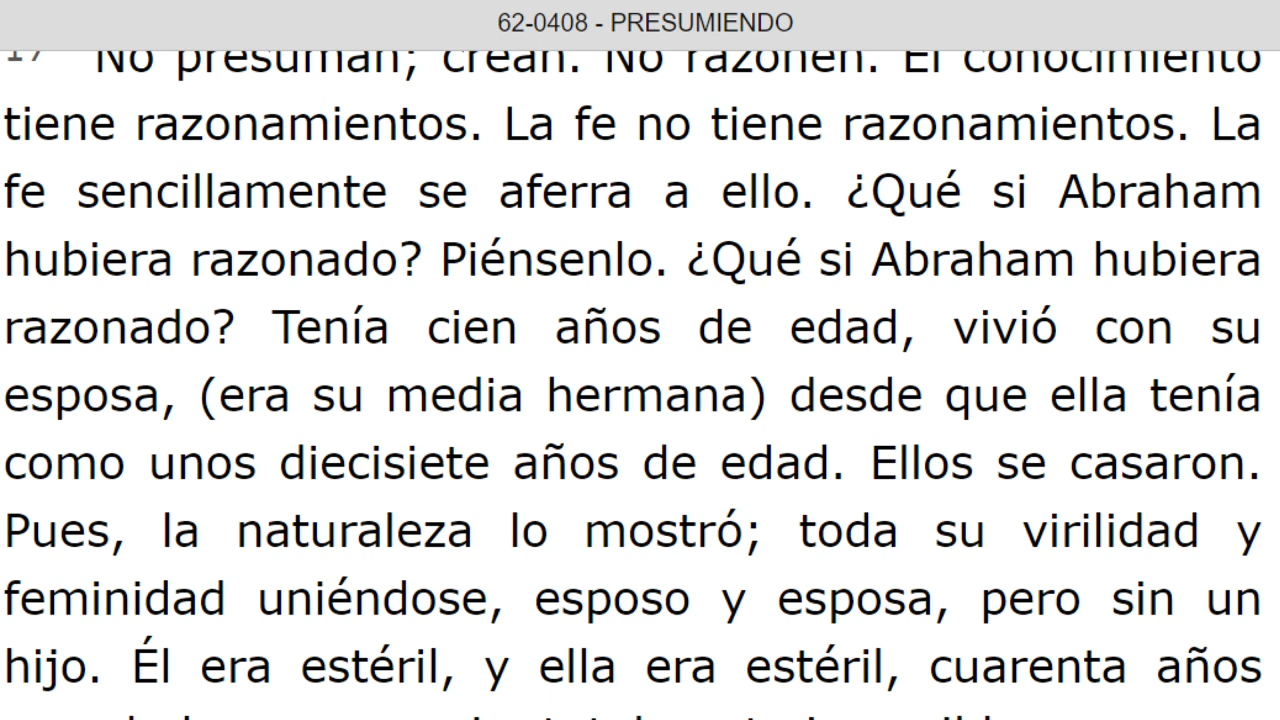 62-0408 - PRESUMIENDO
17 No presuman; crean. No razonen. El conocimiento
tiene razonamientos. La fe no tiene razonamientos. La
fe sencillamente se aferra a ello. ¿Qué si Abraham
hubiera razonado? Piénsenlo. ¿Qué si Abraham hubiera
razonado? Tenía cien años de edad, vivió con su
esposa, (era su media hermana) desde que ella tenía
como unos diecisiete años de edad. Ellos se casaron.
Pues, la naturaleza lo mostró; toda su virilidad y
feminidad uniéndose, esposo y esposa, pero sin un
hijo. Él era estéril, y ella era estéril, cuarenta años